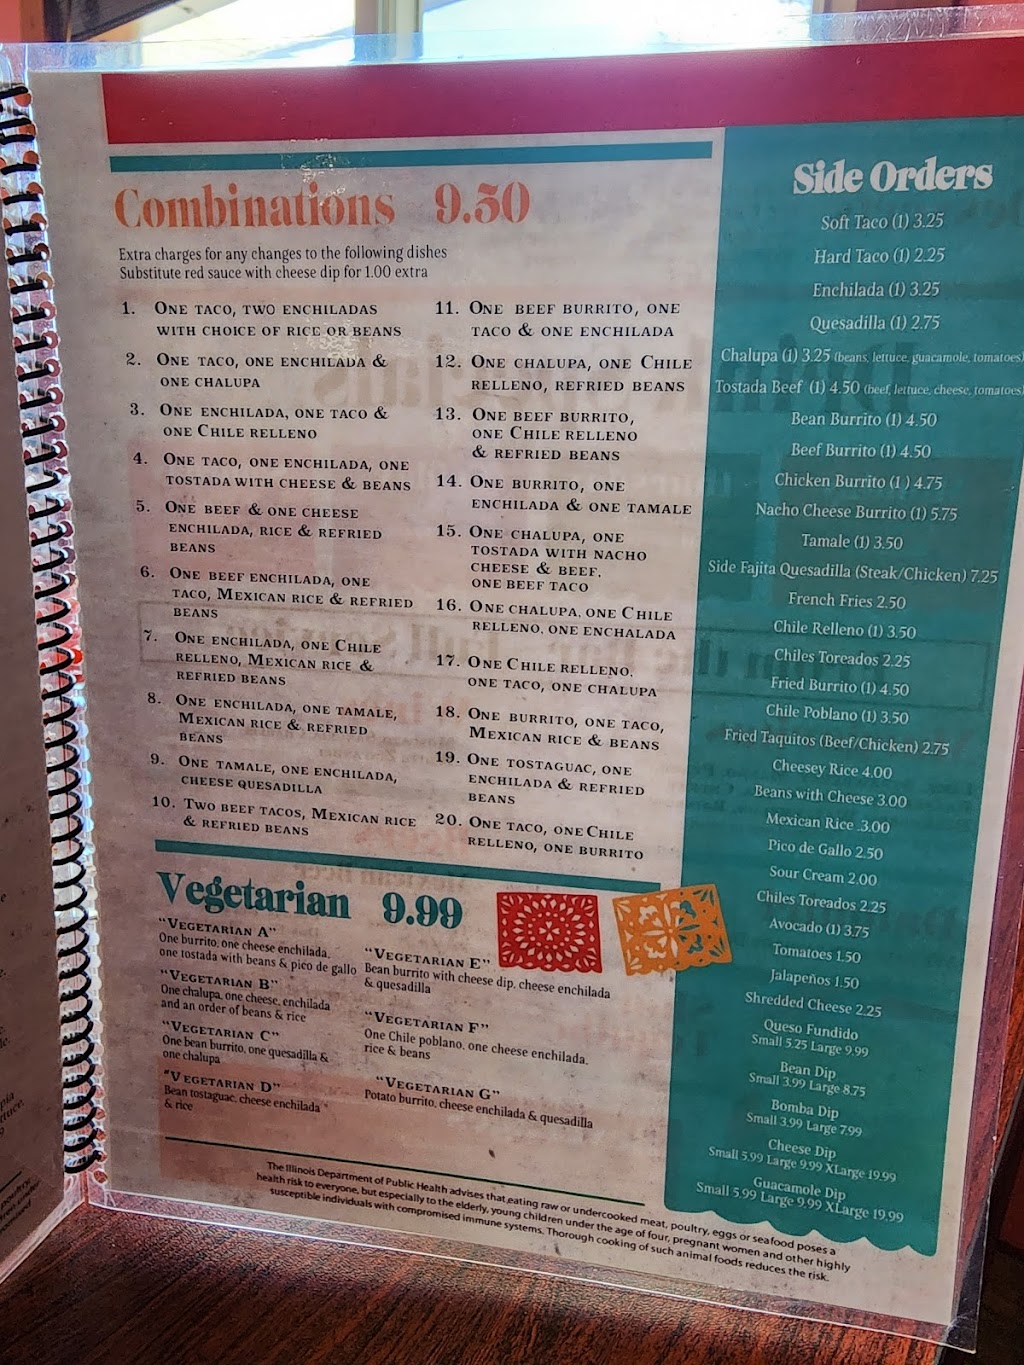 Combinations 9.50
Extra charges for any changes to the following dishes
Substitute red sauce with cheese dip for 1.00 extra
1. One taco, two enchiladas
with choice of rice or beans
2. One taco, one enchilada &
one chalupa
3. One enchilada, one taco &
one Chile relleno
4. One taco, one enchilada, one
tostada with cheese & beans
5. One beef & one cheese
enchilada, rice & refried
beans
6. One beef enchilada, one
taco, Mexican rice & refried
beans
7. One enchilada, one Chile
relleno, Mexican rice &
refried beans
8. One enchilada, one tamale,
Mexican rice & refried
beans
9. One tamale, one enchilada,
cheese quesadilla
10. Two beef tacos, Mexican rice
& refried beans
11. One beef burrito, one
taco & one enchilada
12. One chalupa, one Chile
relleno, refried beans
13. One beef burrito,
one Chile relleno
& refried beans
14. One burrito, one
enchilada & one tamale
15. One chalupa, one
tostada with nacho
cheese & beef,
one beef taco
16. One chalupa, one Chile
relleno, one enchalada
17. One Chile relleno,
one taco, one chalupa
18. One burrito, one taco,
Mexican rice & beans
19. One tostaguac, one
enchilada & refried
beans
20. One taco, one Chile
relleno, one burrito
Vegetarian 9.99
"Vegetarian A"
One burrito, one cheese enchilada,
one tostada with beans & pico de gallo
"Vegetarian B"
One chalupa, one cheese, enchilada
and an order of beans & rice
"Vegetarian C"
One bean burrito, one quesadilla &
one chalupa
"Vegetarian D"
Bean tostaguac, cheese enchilada
& rice
"Vegetarian E"
Bean burrito with cheese dip, cheese enchilada
& quesadilla
"Vegetarian F"
One Chile poblano, one cheese enchilada,
rice & beans
"Vegetarian G"
Potato burrito, cheese enchilada & quesadilla
The Illinois Department of Public Health advises that eating raw or undercooked meat, poultry, eggs or seafood poses a
health risk to everyone, but especially to the elderly, young children under the age of four, pregnant women and other highly
susceptible individuals with compromised immune systems. Thorough cooking of such animal foods reduces the risk.
Side Orders
Soft Taco (1) 3.25
Hard Taco (1) 2.25
Enchilada (1) 3.25
Quesadilla (1) 2.75
Chalupa (1) 3.25 (beans, lettuce, guacamole, tomatoes)
Tostada Beef (1) 4.50 (beef, lettuce, cheese, tomatoes)
Bean Burrito (1) 4.50
Beef Burrito (1) 4.50
Chicken Burrito (1 ) 4.75
Nacho Cheese Burrito (1) 5.75
Tamale (1) 3.50
Side Fajita Quesadilla (Steak/Chicken) 7.25
French Fries 2.50
Chile Relleno (1) 3.50
Chiles Toreados 2.25
Fried Burrito (1) 4.50
Chile Poblano (1) 3.50
Fried Taquitos (Beef/Chicken) 2.75
Cheesey Rice 4.00
Beans with Cheese 3.00
Mexican Rice .3.00
Pico de Gallo 2.50
Sour Cream 2.00
Chiles Toreados 2.25
Avocado (1) 3.75
Tomatoes 1.50
Jalapeños 1.50
Shredded Cheese 2.25
Queso Fundido
Small 5.25 Large 9.99
Bean Dip
Small 3.99 Large 8.75
Bomba Dip
Small 3.99 Large 7.99
Cheese Dip
Small 5.99 Large 9.99 XLarge 19.99
Guacamole Dip
Small 5.99 Large 9.99 XLarge 19.99